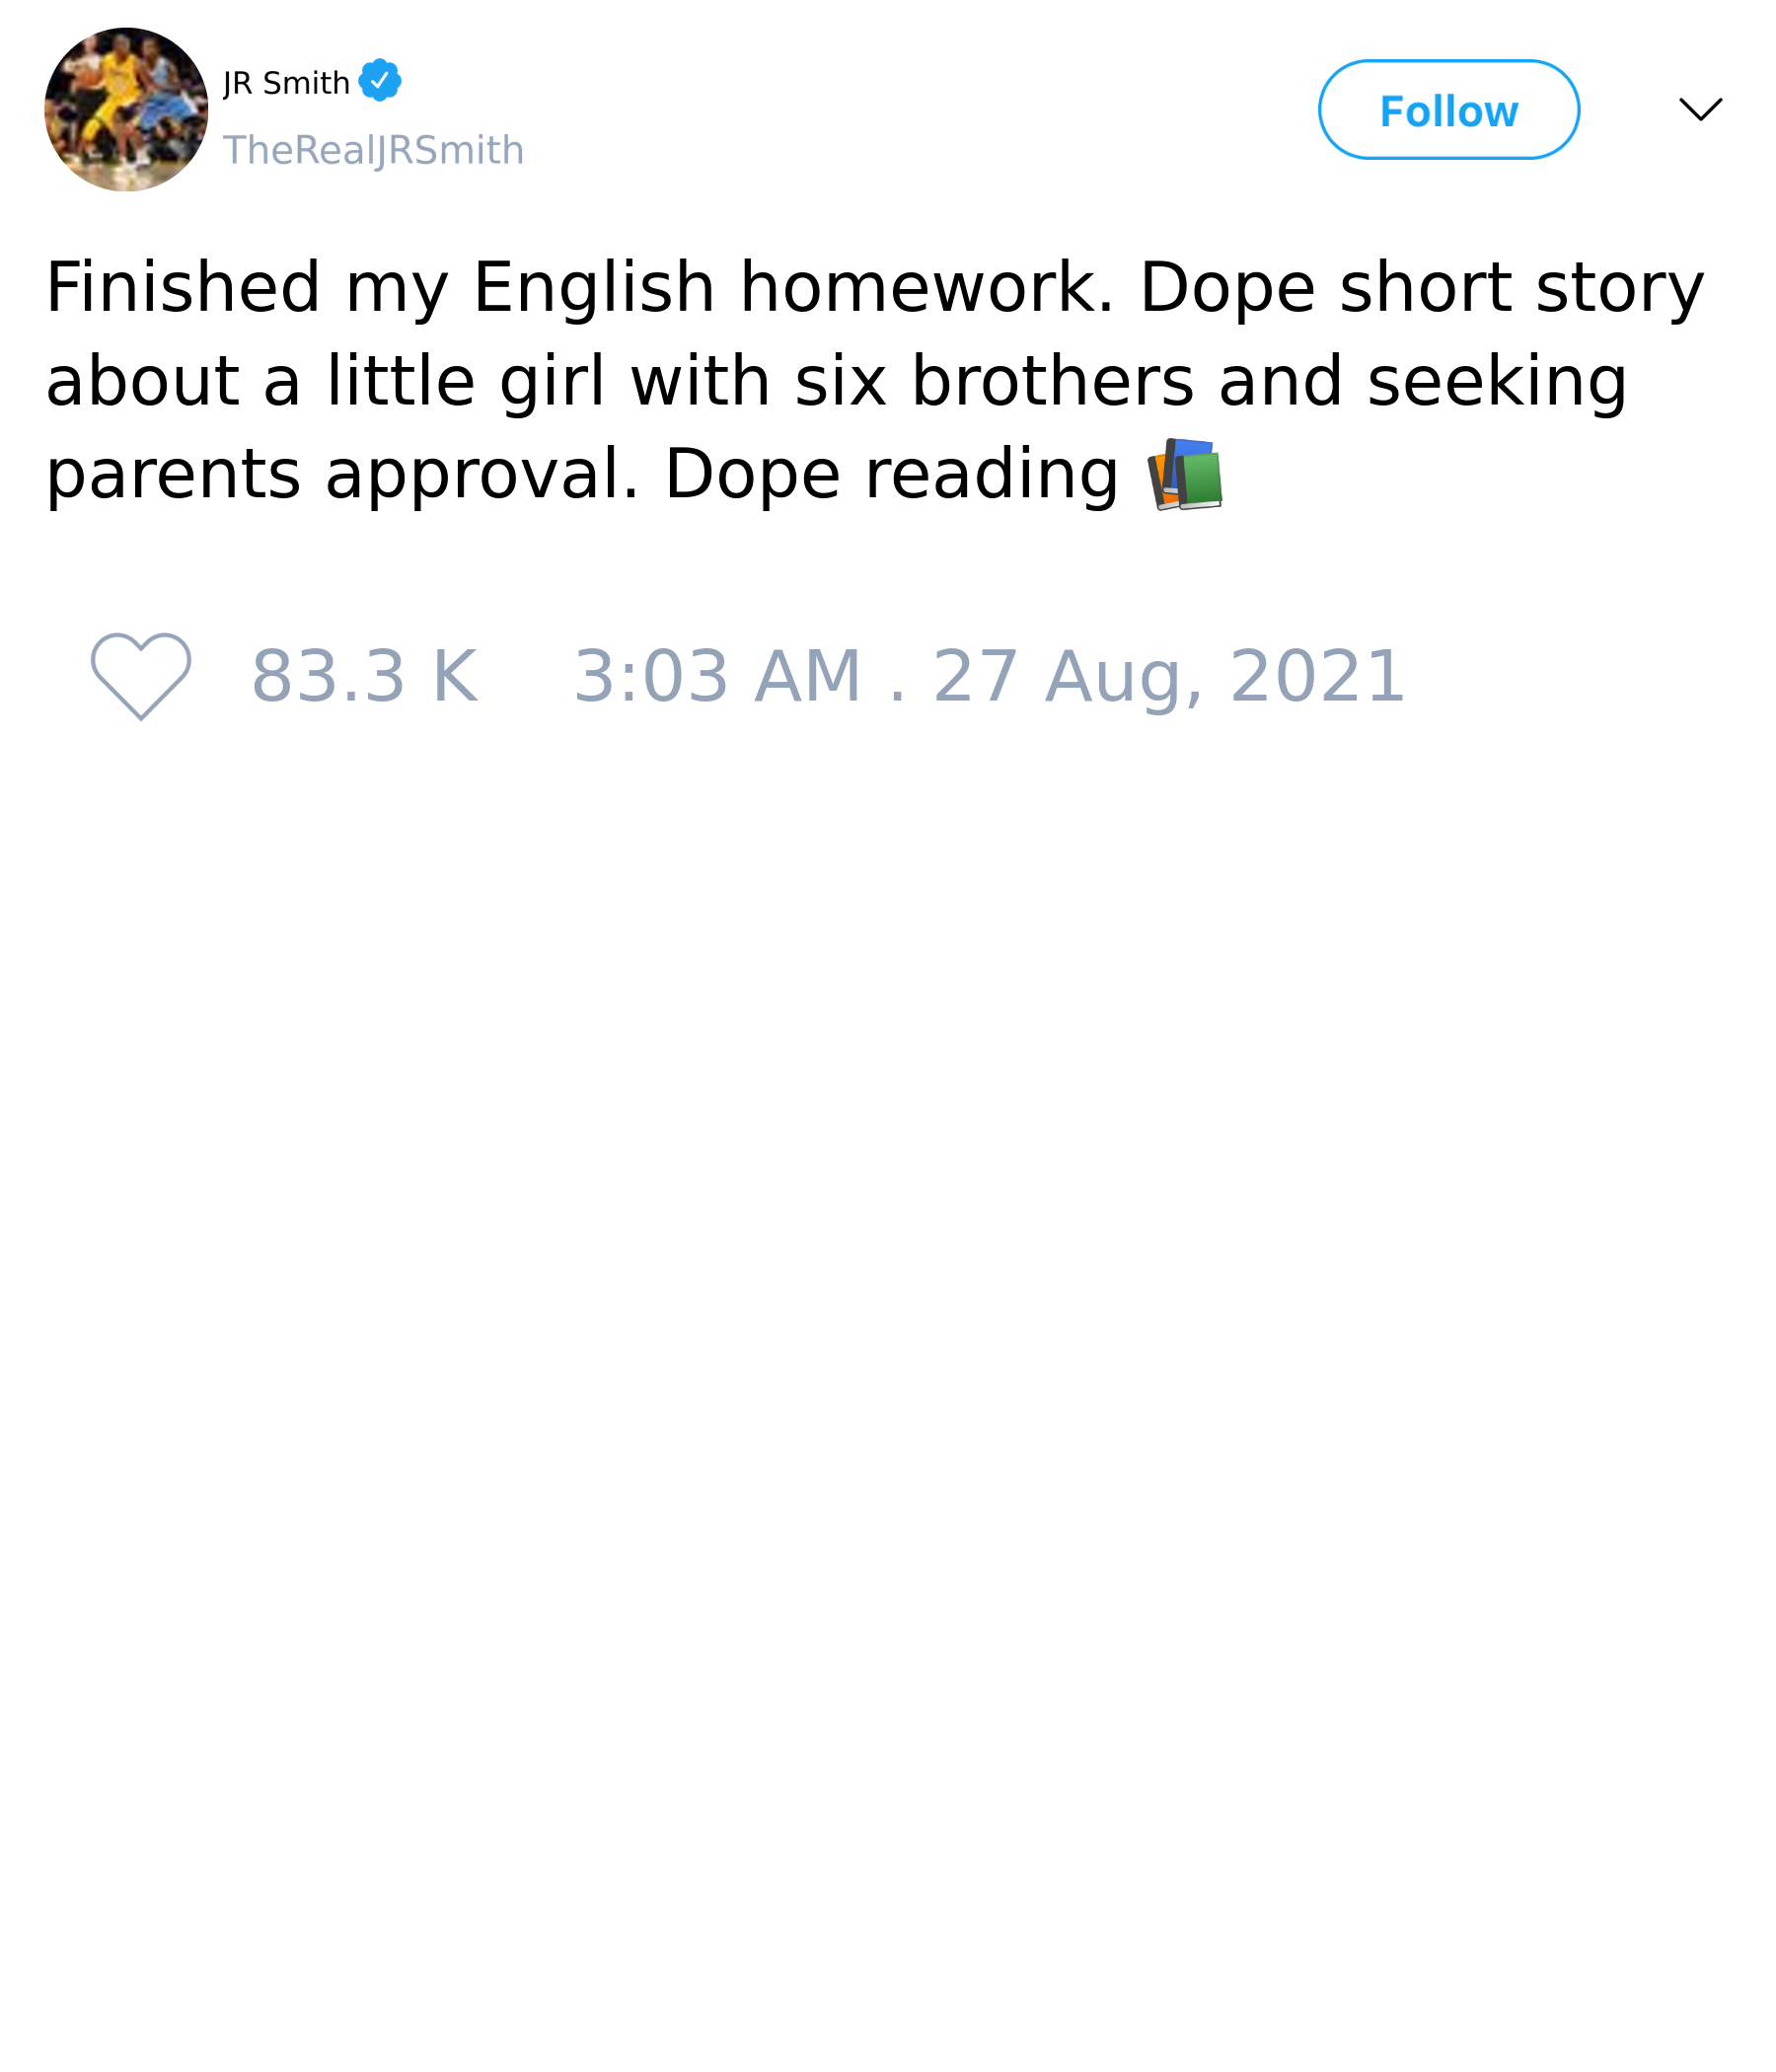 JR Smith
TheRealJRSmith
Follow
Finished my English homework. Dope short story
about a little girl with six brothers and seeking
parents approval. Dope reading 📚
83.3 K 3:03 AM . 27 Aug, 2021